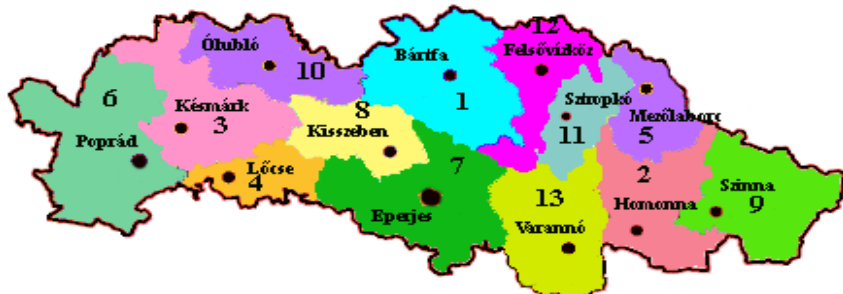 Ólubló
10
Bártfa
1
12
Felsővízköz
6
Poprád
Késmárk
3
8
Kisszeben
Sztropkó
11
Mezőlaborc
5
Lőcse
4
7
Eperjes
13
Varannó
2
Homonna
Szinna
9